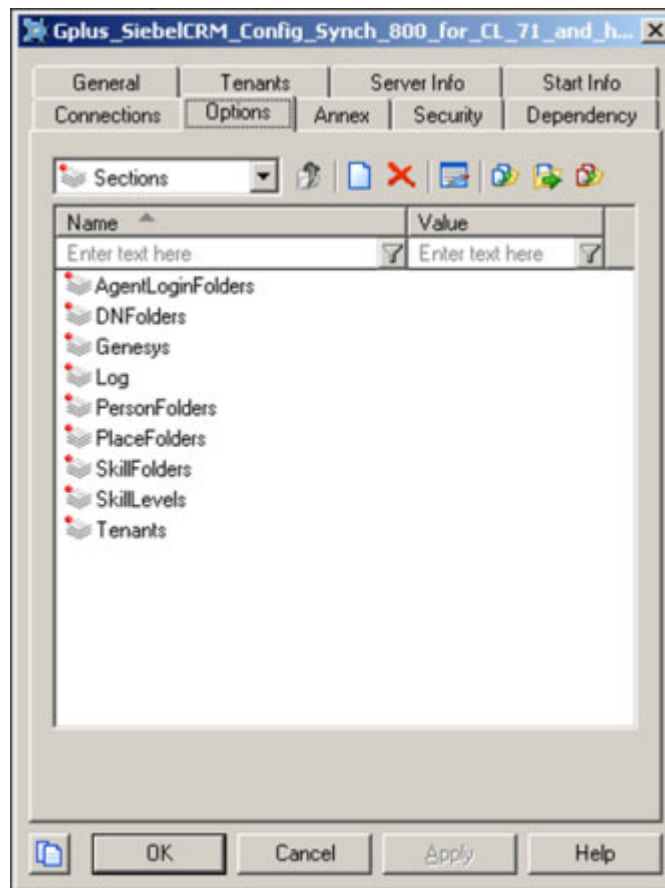 Gplus_SiebelCRM_Config_Synch_800_for_CL_71_and_h...
General Tenants Server Info Start Info
Connections Options Annex Security Dependency
Sections
Name Value
Enter text here Enter text here
AgentLoginFolders
DNFolders
Genesys
Log
PersonFolders
PlaceFolders
SkillFolders
SkillLevels
Tenants
OK Cancel Apply Help